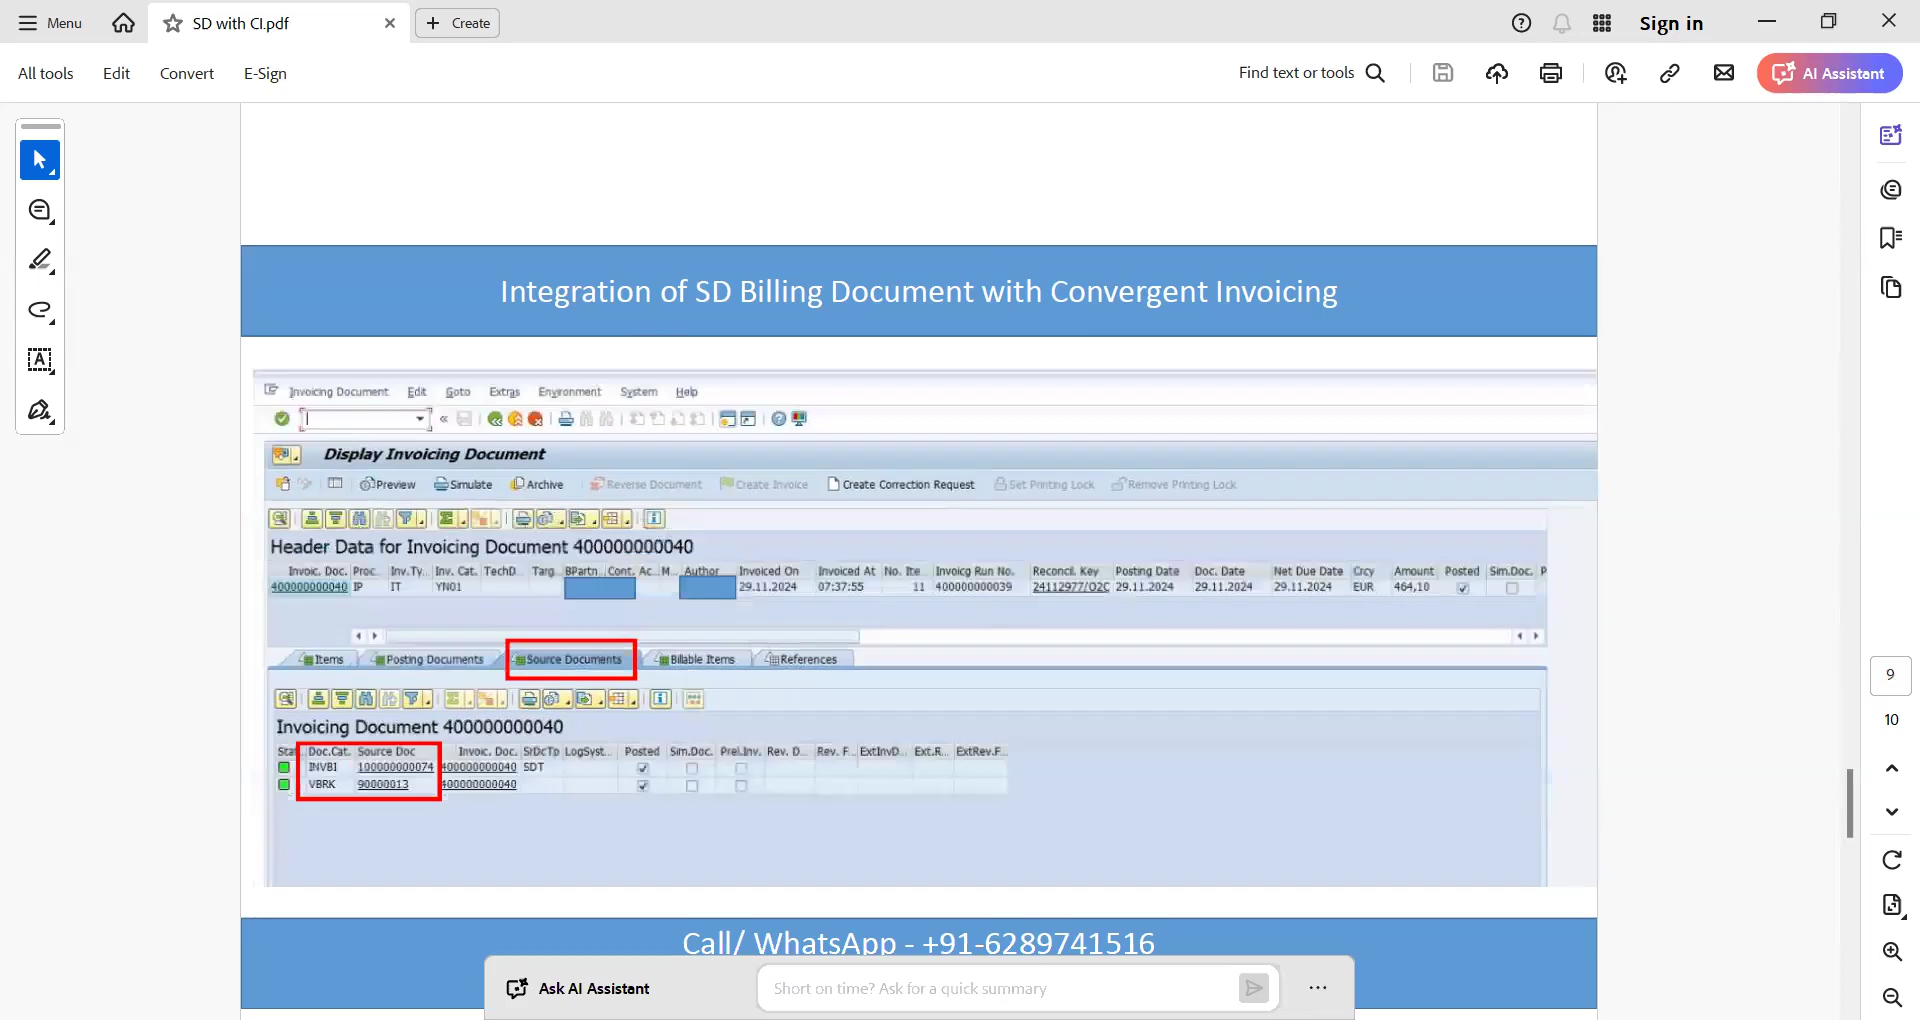 Menu
SD with CI.pdf
Create
Sign in
All tools
Edit
Convert
E-Sign
Find text or tools
AI Assistant
Integration of SD Billing Document with Convergent Invoicing
Invoicing Document Edit Goto Extras Environment System Help
Display Invoicing Document
Preview Simulate Archive Reverse Document Create Invoice Create Correction Request Set Printing Lock Remove Printing Lock
Header Data for Invoicing Document 400000000040
Invoic. Doc. Proc... Inv.Ty... Inv. Cat. TechD... Targ... BPartn... Cont. Ac... M... Author Invoiced On Invoiced At No. Ite... Invoicg Run No. Reconcil. Key Posting Date Doc. Date Net Due Date Crcy Amount Posted Sim.Doc. P
400000000040 IP IT YN01 29.11.2024 07:37:55 11 400000000039 24112977/O2C 29.11.2024 29.11.2024 29.11.2024 EUR 464,10
Items Posting Documents Source Documents Billable Items References
Invoicing Document 400000000040
Stat... Doc.Cat. Source Doc Invoic. Doc. SrDcTp LogSyst... Posted Sim.Doc. Prel.Inv. Rev. D... Rev. F... ExtInvD... Ext.R... ExtRev.F...
INVBI 100000000074 400000000040 SDT
VBRK 90000013 400000000040
Call/ WhatsApp - +91-6289741516
Ask AI Assistant
Short on time? Ask for a quick summary
9
10